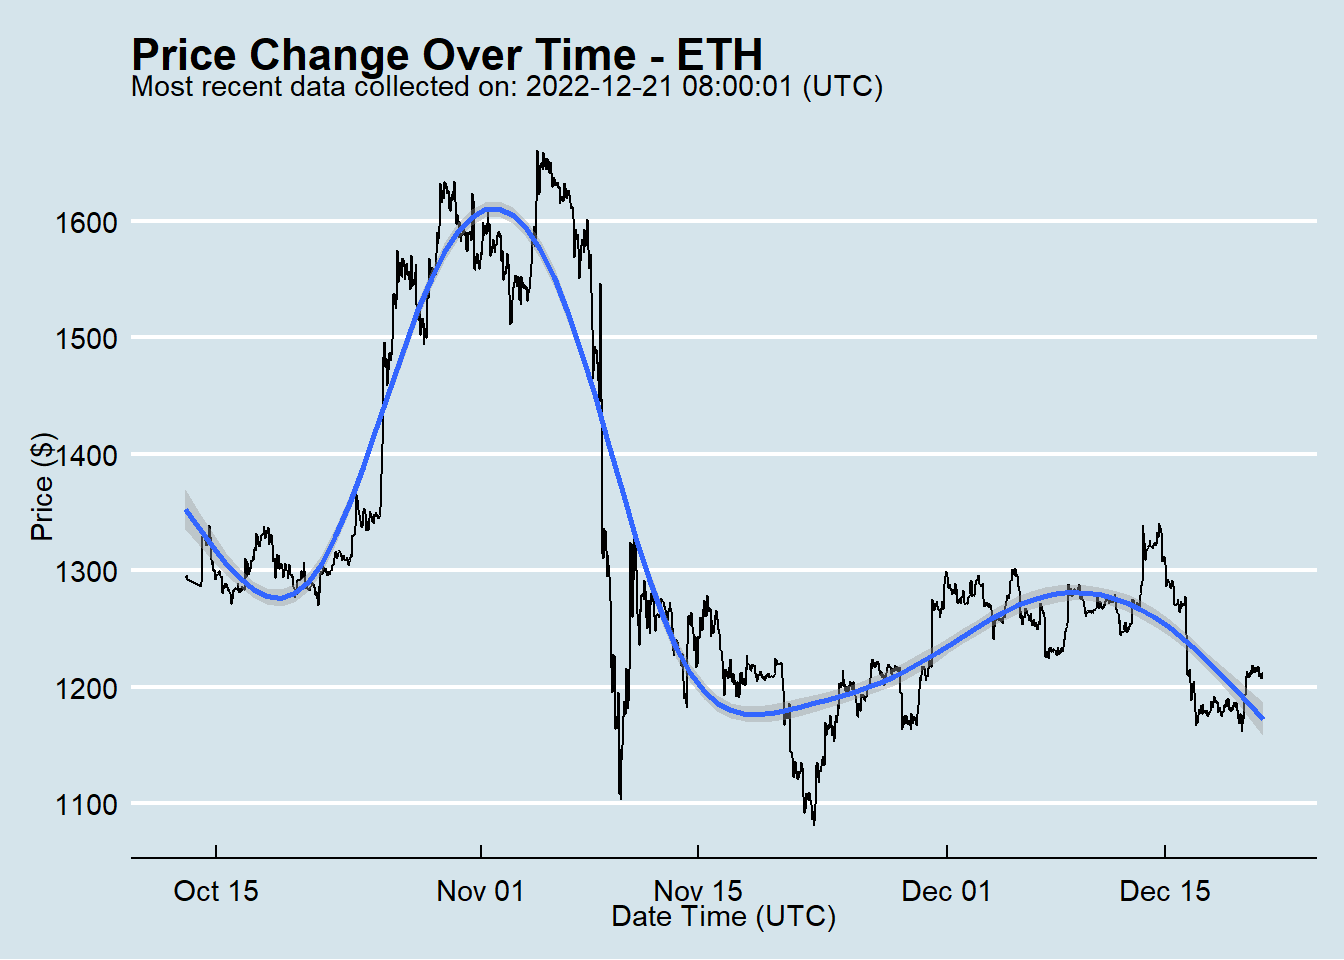 Price Change Over Time - ETH
Most recent data collected on: 2022-12-21 08:00:01 (UTC)
Price ($)
1600
1500
1400
1300
1200
1100
Oct 15
Nov 01
Nov 15
Dec 01
Dec 15
Date Time (UTC)